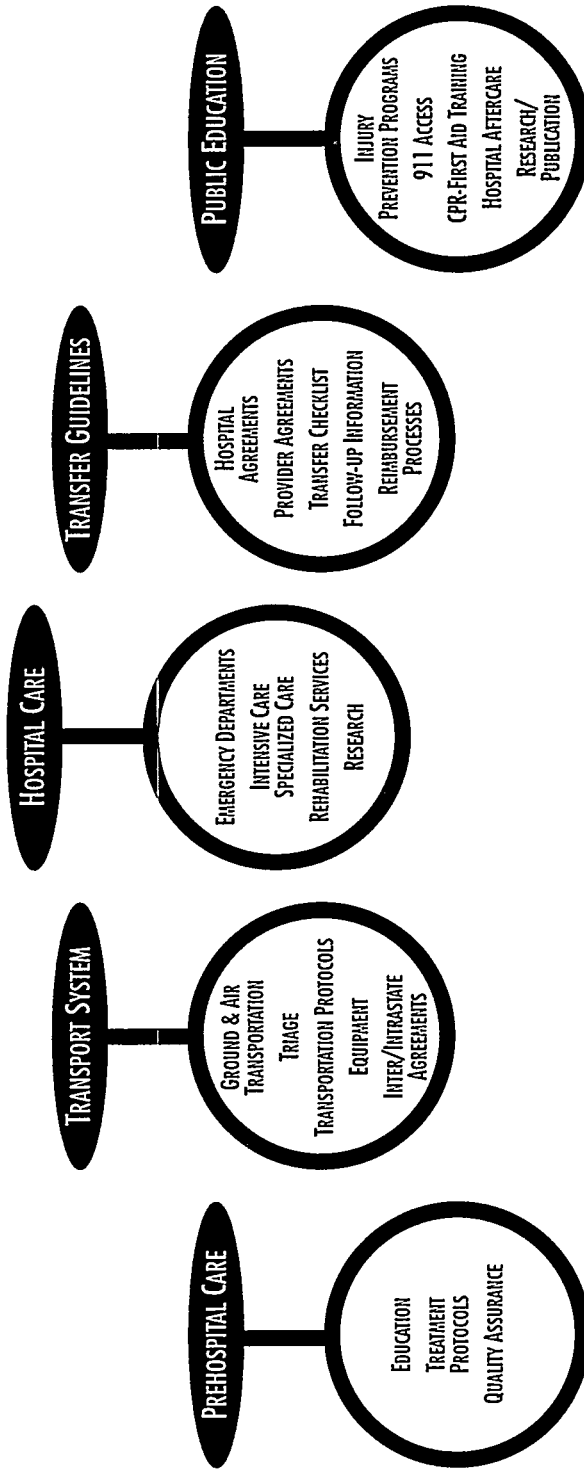 PREHOSPITAL CARE
EDUCATION
TREATMENT
PROTOCOLS
QUALITY ASSURANCE
TRANSPORT SYSTEM
GROUND & AIR
TRANSPORTATION
TRIAGE
TRANSPORTATION PROTOCOLS
EQUIPMENT
INTER/INTRASTATE
AGREEMENTS
HOSPITAL CARE
EMERGENCY DEPARTMENTS
INTENSIVE CARE
SPECIALIZED CARE
REHABILITATION SERVICES
RESEARCH
TRANSFER GUIDELINES
HOSPITAL
AGREEMENTS
PROVIDER AGREEMENTS
TRANSFER CHECKLIST
FOLLOW-UP INFORMATION
REIMBURSEMENT
PROCESSES
PUBLIC EDUCATION
INJURY
PREVENTION PROGRAMS
911 ACCESS
CPR-FIRST AID TRAINING
HOSPITAL AFTERCARE
RESEARCH/
PUBLICATION